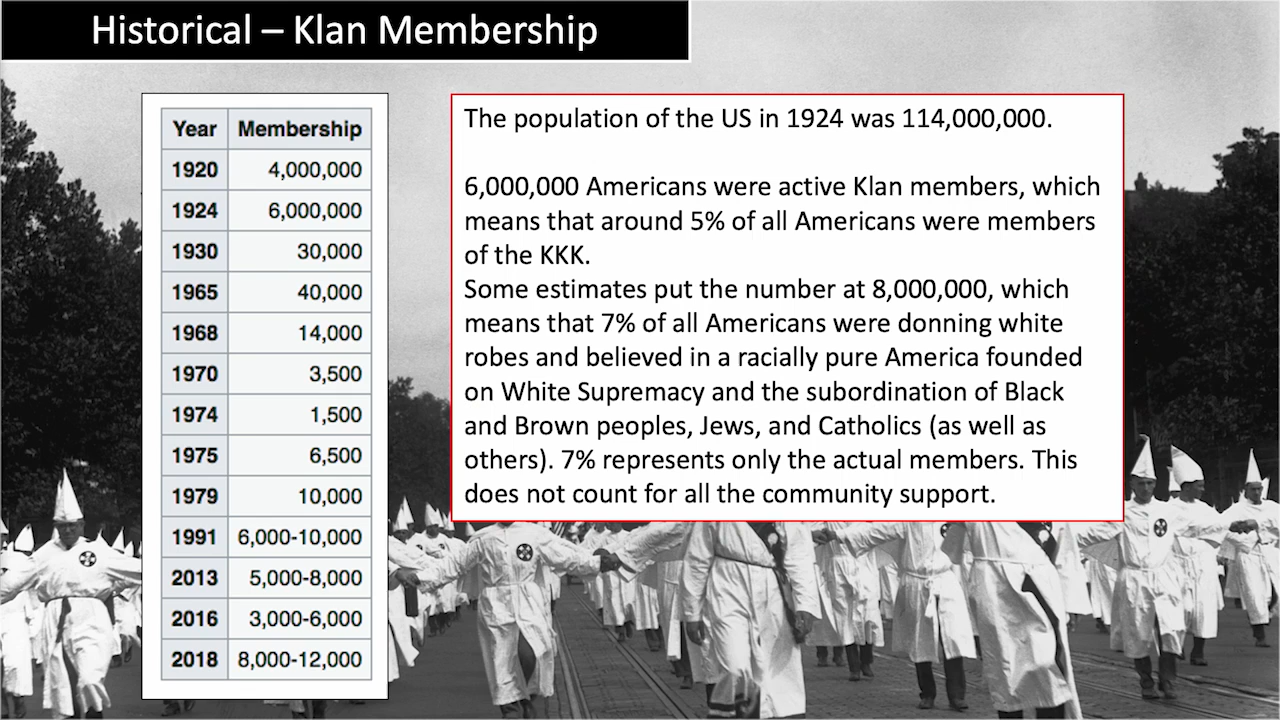 Historical – Klan Membership
Year Membership
1920 4,000,000
1924 6,000,000
1930 30,000
1965 40,000
1968 14,000
1970 3,500
1974 1,500
1975 6,500
1979 10,000
1991 6,000-10,000
2013 5,000-8,000
2016 3,000-6,000
2018 8,000-12,000
The population of the US in 1924 was 114,000,000.
6,000,000 Americans were active Klan members, which
means that around 5% of all Americans were members
of the KKK.
Some estimates put the number at 8,000,000, which
means that 7% of all Americans were donning white
robes and believed in a racially pure America founded
on White Supremacy and the subordination of Black
and Brown peoples, Jews, and Catholics (as well as
others). 7% represents only the actual members. This
does not count for all the community support.